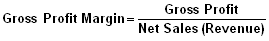 Gross Profit Margin = Gross Profit
Net Sales (Revenue)